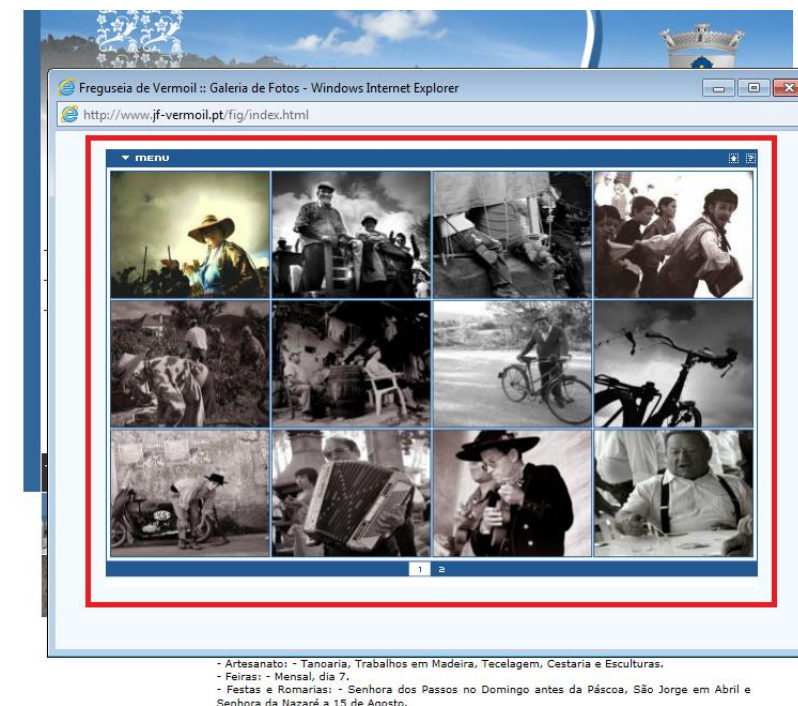 Freguseia de Vermoil :: Galeria de Fotos - Windows Internet Explorer
http://www.jf-vermoil.pt/fig/index.html
menu
1 2
- Artesanato: - Tanoaria, Trabalhos em Madeira, Tecelagem, Cestaria e Esculturas.
- Feiras: - Mensal, dia 7.
- Festas e Romarias: - Senhora dos Passos no Domingo antes da Páscoa, São Jorge em Abril e
Senhora da Nazaré a 15 de Agosto.